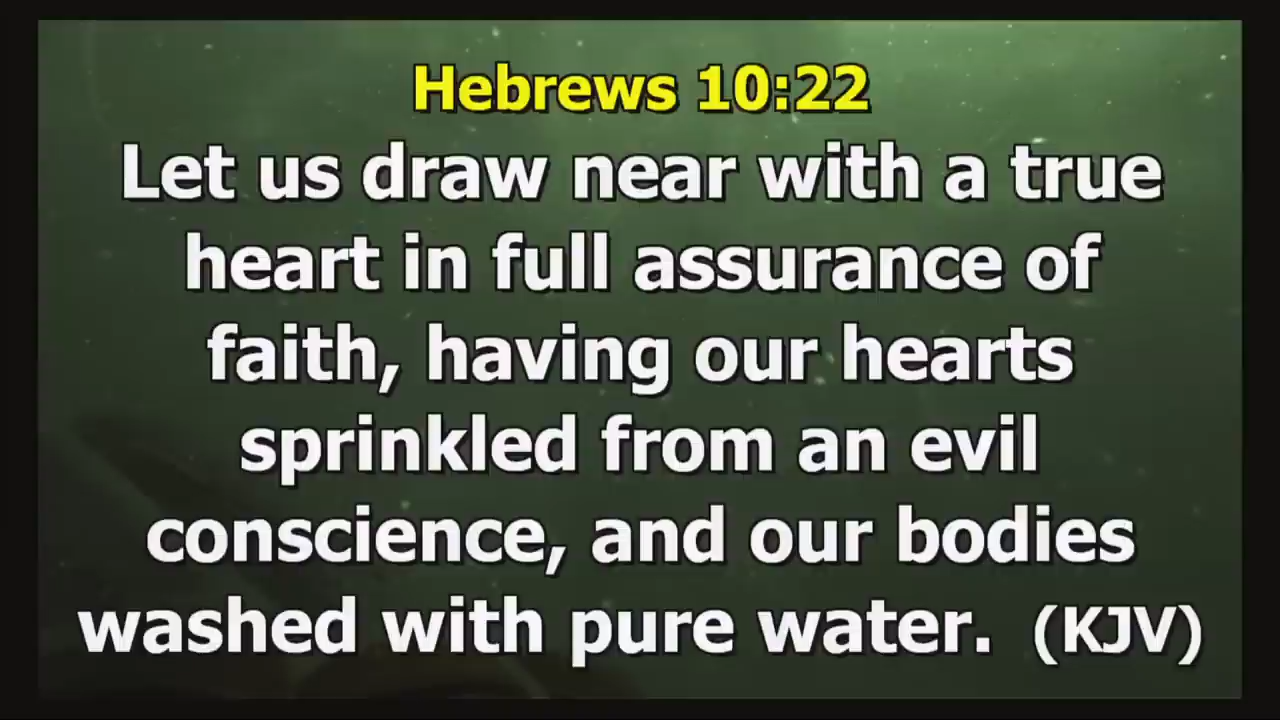 Hebrews 10:22
Let us draw near with a true
heart in full assurance of
faith, having our hearts
sprinkled from an evil
conscience, and our bodies
washed with pure water.  (KJV)